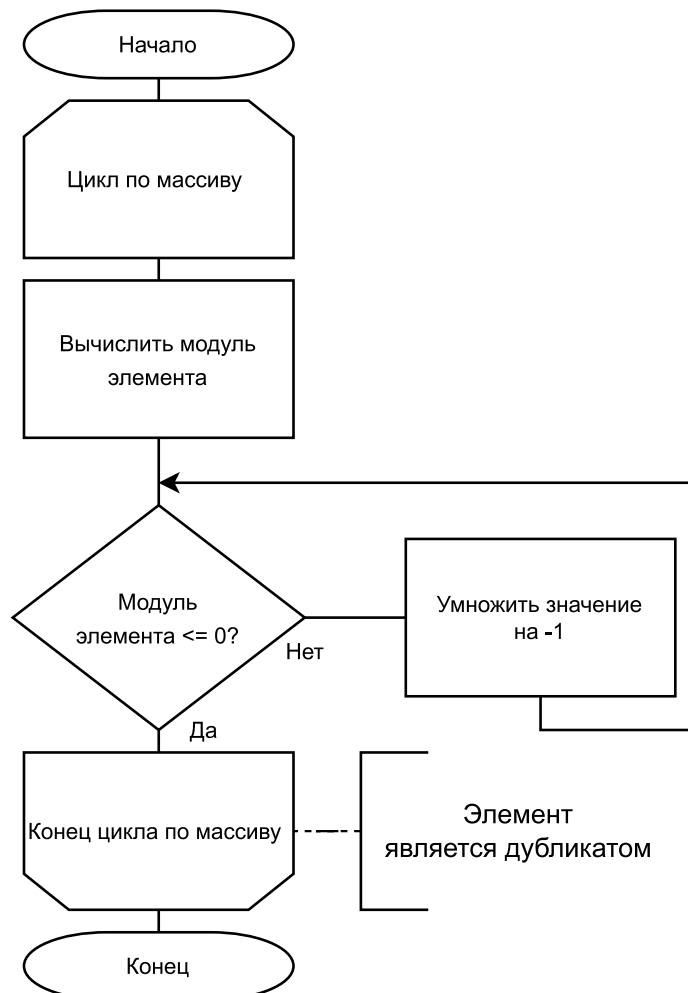 Начало
Цикл по массиву
Вычислить модуль
элемента
Модуль
элемента <= 0?
Нет
Умножить значение
на -1
Да
Конец цикла по массиву
Элемент
является дубликатом
Конец